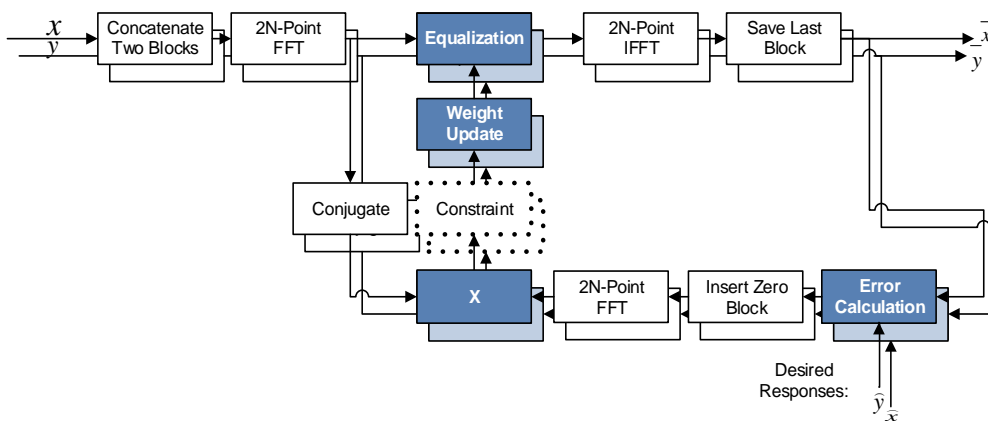 x
y
Concatenate
Two Blocks
2N-Point
FFT
Equalization
2N-Point
IFFT
Save Last
Block
x̅
y̅
Weight
Update
Conjugate
Constraint
X
2N-Point
FFT
Insert Zero
Block
Error
Calculation
Desired
Responses:
ŷ
x̂